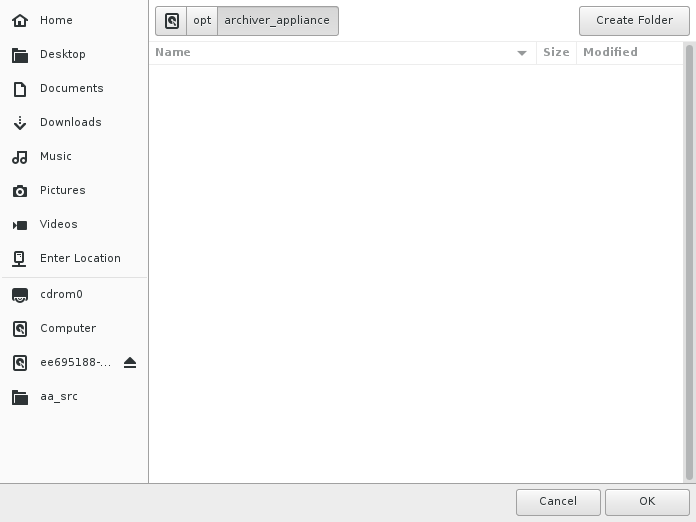 Home
Desktop
Documents
Downloads
Music
Pictures
Videos
Enter Location
cdrom0
Computer
ee695188-...
aa_src
opt archiver_appliance Create Folder
Name Size Modified
Cancel OK